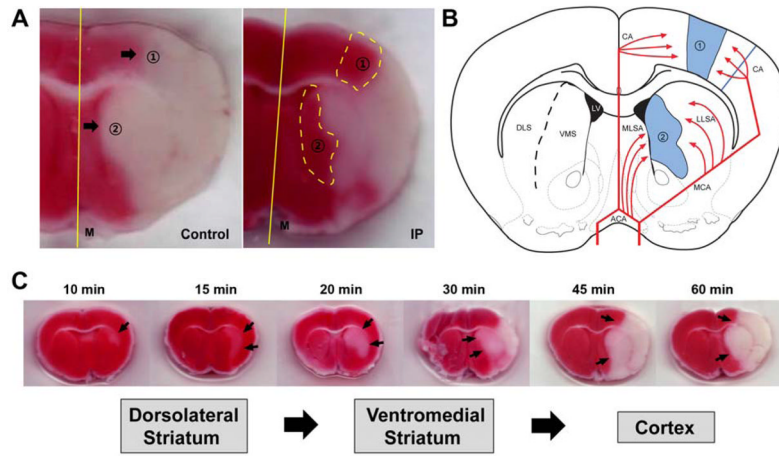 A
B
①
②
M
Control
①
②
M
IP
CA
①
CA
LV
DLS
VMS
MLSA
LLSA
②
MCA
ACA
C
10 min
15 min
20 min
30 min
45 min
60 min
Dorsolateral
Striatum
Ventromedial
Striatum
Cortex